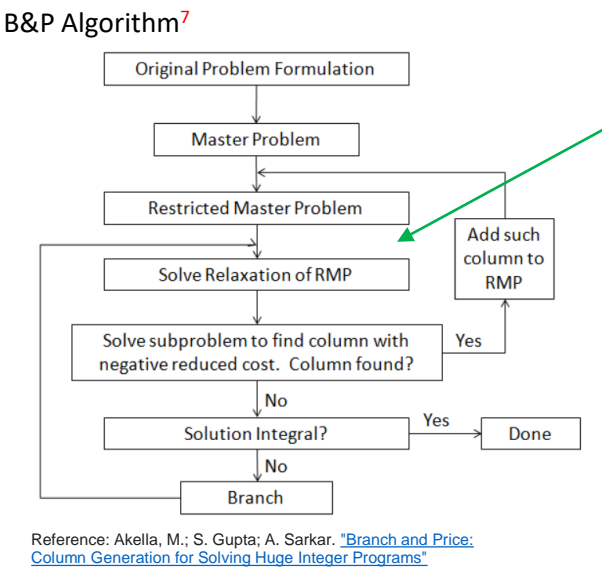 B&P Algorithm7
Original Problem Formulation
Master Problem
Restricted Master Problem
Add such
column to
RMP
Solve Relaxation of RMP
Solve subproblem to find column with
negative reduced cost. Column found?
Yes
No
Solution Integral?
Yes
Done
No
Branch
Reference: Akella, M.; S. Gupta; A. Sarkar. "Branch and Price:
Column Generation for Solving Huge Integer Programs"